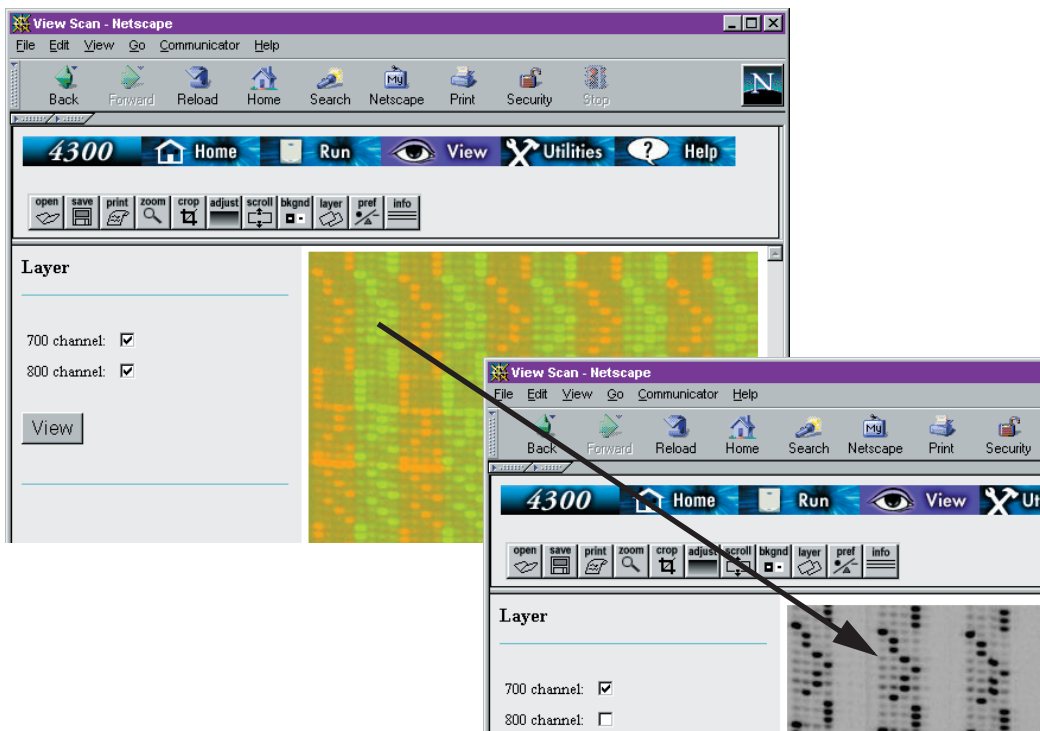 View Scan - Netscape
File Edit View Go Communicator Help
Back Forward Reload Home Search Netscape Print Security Stop
My
N
4300 Home Run View Utilities ? Help
open save print zoom crop adjust scroll bkgnd layer pref info
Layer
700 channel:
800 channel:
View
View Scan - Netscape
File Edit View Go Communicator Help
Back Forward Reload Home Search Netscape Print Security
My
4300 Home Run View Ut
open save print zoom crop adjust scroll bkgnd layer pref info
Layer
700 channel:
800 channel: